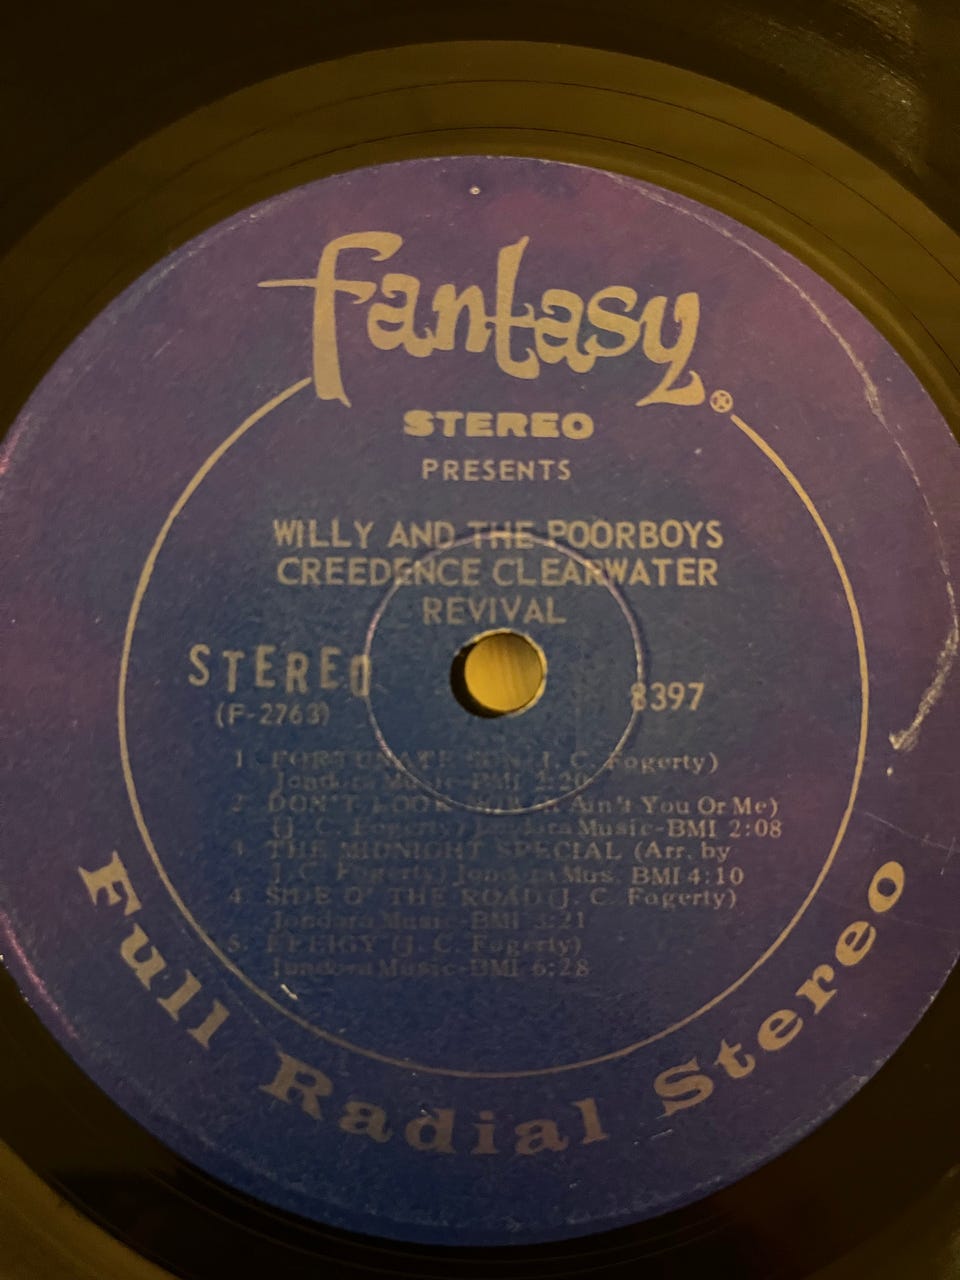 fantasy®
STEREO
PRESENTS
WILLY AND THE POORBOYS
CREEDENCE CLEARWATER
REVIVAL
STEREO
(F-2763)
8397
1. FORTUNATE SON (J. C. Fogerty)
Jondora Music-BMI 2:20
2. DON'T LOOK NOW (It Ain't You Or Me)
(J. C. Fogerty) Jondora Music-BMI 2:08
3. THE MIDNIGHT SPECIAL (Arr. by
J. C. Fogerty) Jondora Mus. BMI 4:10
4. SIDE O' THE ROAD (J. C. Fogerty)
Jondora Music-BMI 3:21
5. EFFIGY (J. C. Fogerty)
Jondora Music-BMI 6:28
Full Radial Stereo